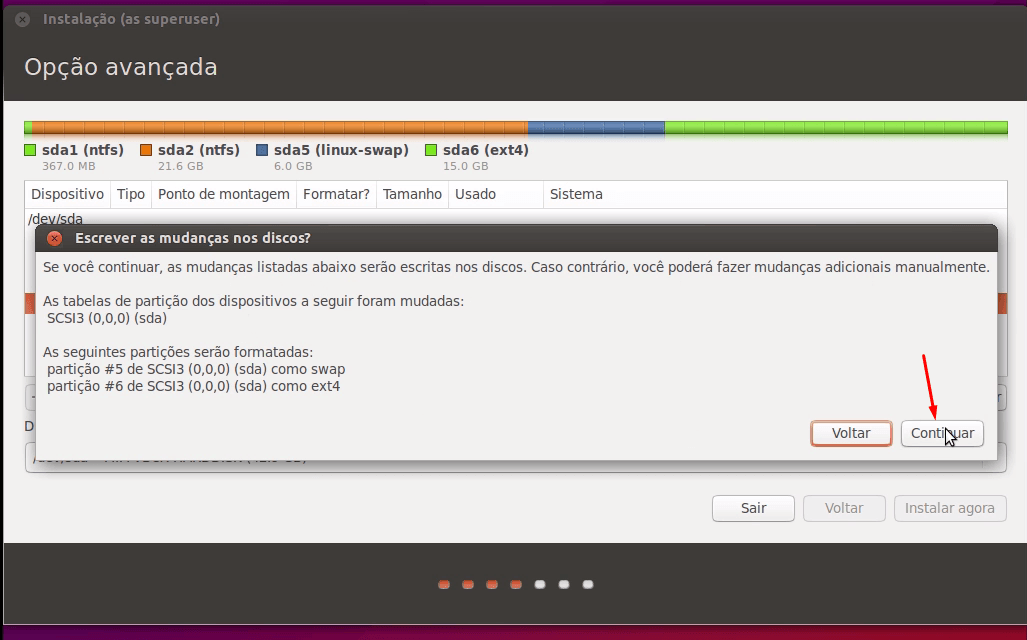 Instalação (as superuser)
Opção avançada
sda1 (ntfs) sda2 (ntfs) sda5 (linux-swap) sda6 (ext4)
367.0 MB 21.6 GB 6.0 GB 15.0 GB
Dispositivo Tipo Ponto de montagem Formatar? Tamanho Usado Sistema
/dev/sda
Escrever as mudanças nos discos?
Se você continuar, as mudanças listadas abaixo serão escritas nos discos. Caso contrário, você poderá fazer mudanças adicionais manualmente.
As tabelas de partição dos dispositivos a seguir foram mudadas:
SCSI3 (0,0,0) (sda)
As seguintes partições serão formatadas:
partição #5 de SCSI3 (0,0,0) (sda) como swap
partição #6 de SCSI3 (0,0,0) (sda) como ext4
Voltar Continuar
Sair Voltar Instalar agora